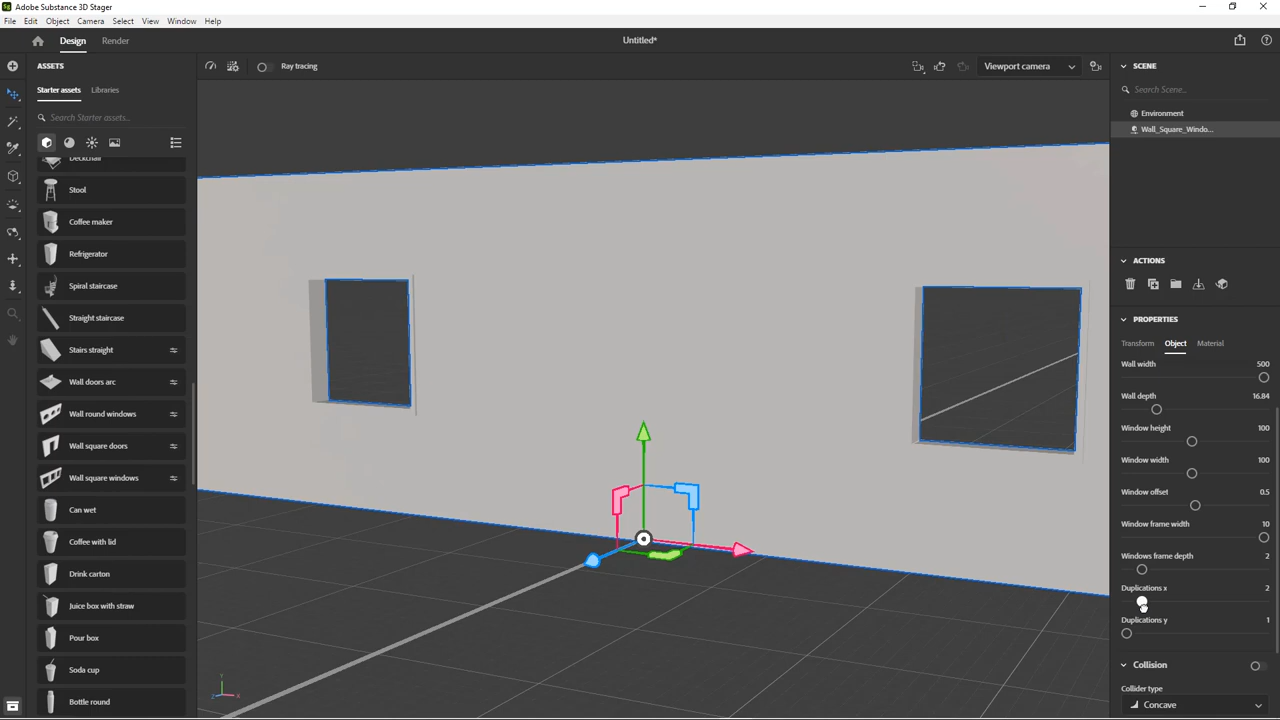 Adobe Substance 3D Stager
File Edit Object Camera Select View Window Help
Design Render Untitled*
ASSETS
Starter assets Libraries
Search Starter assets...
Deckchair
Stool
Coffee maker
Refrigerator
Spiral staircase
Straight staircase
Stairs straight
Wall doors arc
Wall round windows
Wall square doors
Wall square windows
Can wet
Coffee with lid
Drink carton
Juice box with straw
Pour box
Soda cup
Bottle round
Ray tracing
Viewport camera
SCENE
Search Scene...
Environment
Wall_Square_Windo...
ACTIONS
PROPERTIES
Transform Object Material
Wall width 500
Wall depth 16.84
Window height 100
Window width 100
Window offset 0.5
Window frame width 10
Windows frame depth 2
Duplications x 2
Duplications y 1
Collision
Collider type
Concave